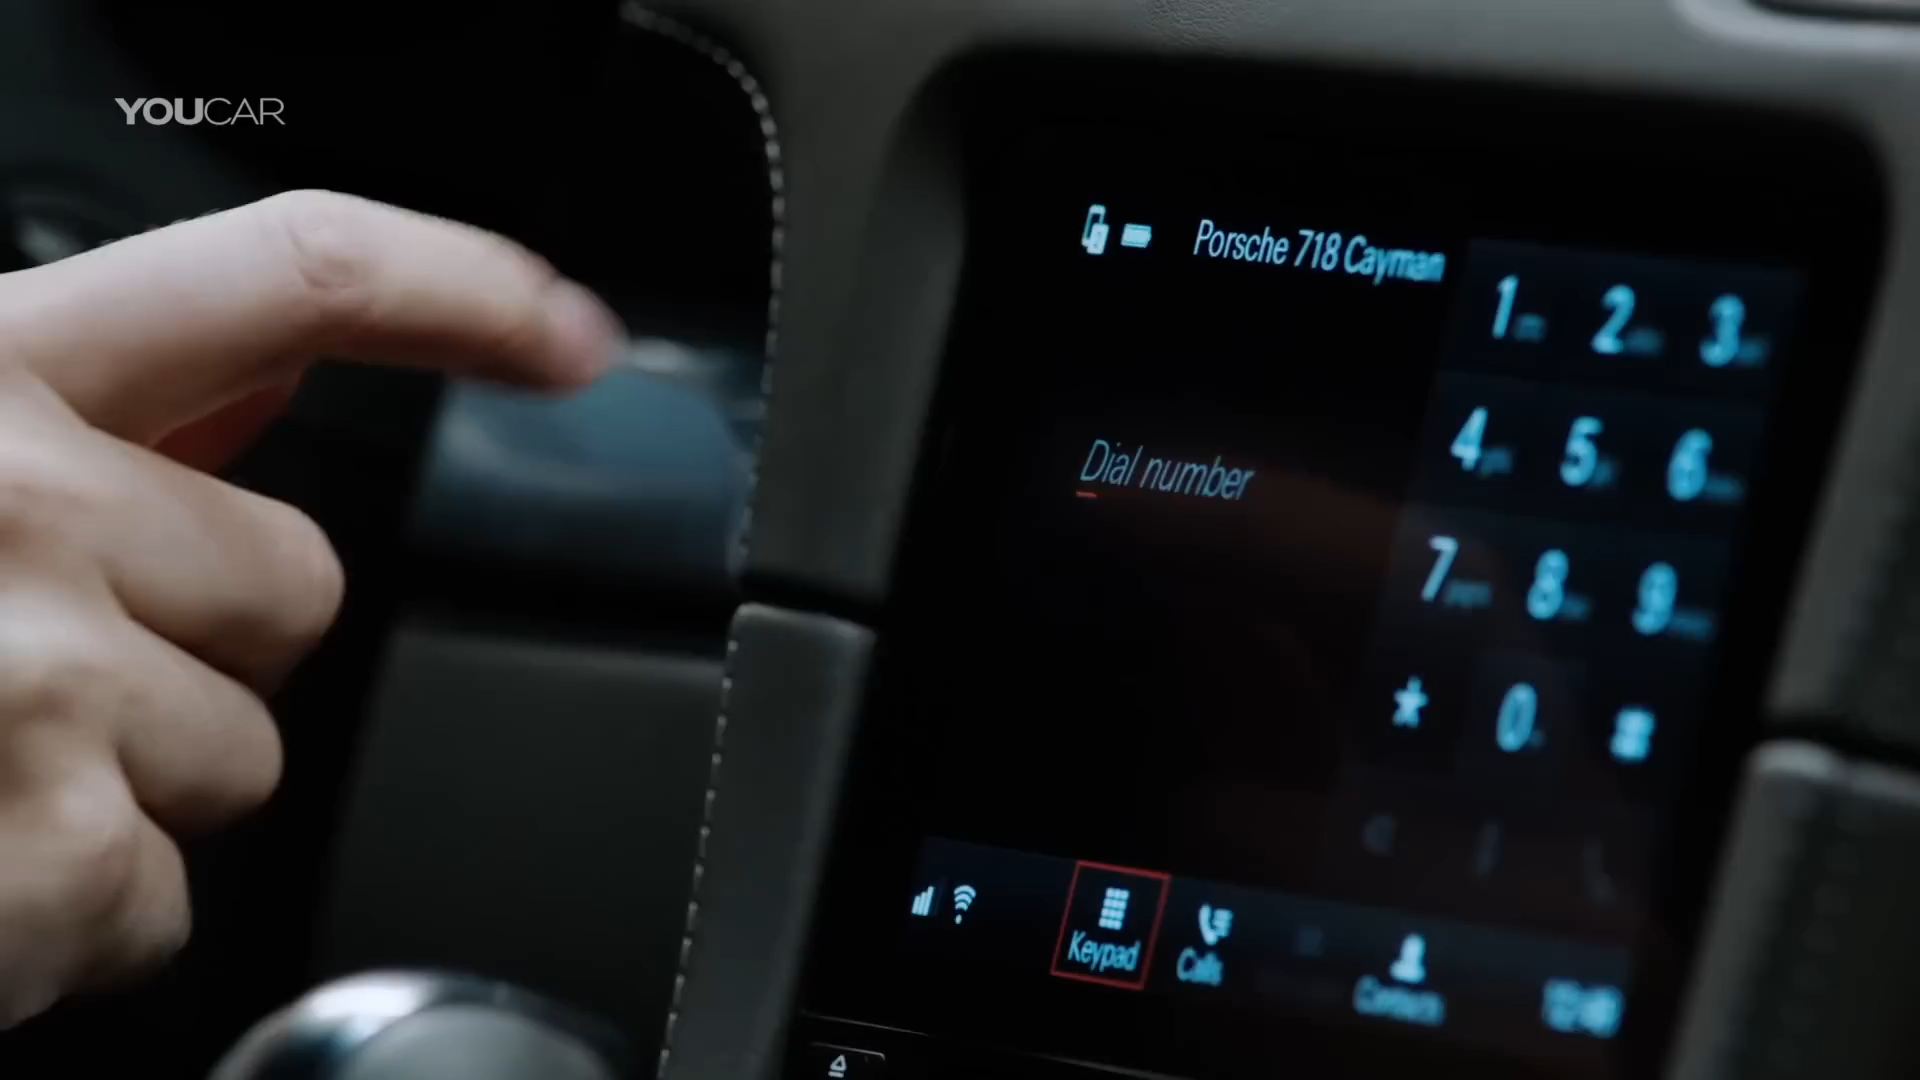 YOUCAR
Porsche 718 Cayman
1 2 3
Dial number
4 5 6
7 8 9
* 0 #
Keypad
Calls
Contacts